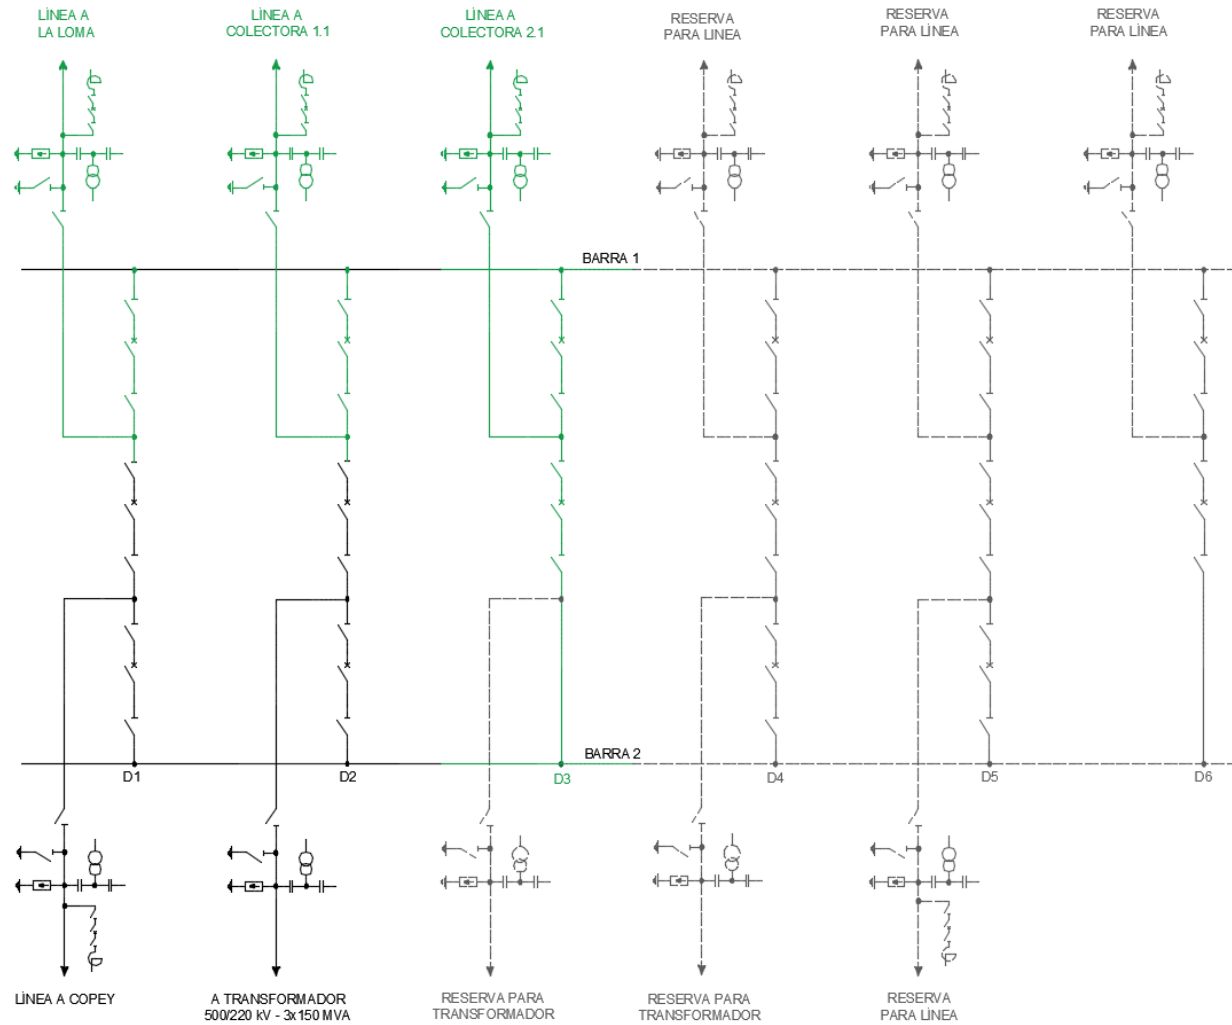 LÍNEA A
LA LOMA
LÍNEA A
COLECTORA 1.1
LÍNEA A
COLECTORA 2.1
RESERVA
PARA LÍNEA
RESERVA
PARA LÍNEA
RESERVA
PARA LÍNEA
BARRA 1
BARRA 2
D1
D2
D3
D4
D5
D6
LÍNEA A COPEY
A TRANSFORMADOR
500/220 kV - 3x150 MVA
RESERVA PARA
TRANSFORMADOR
RESERVA PARA
TRANSFORMADOR
RESERVA
PARA LÍNEA